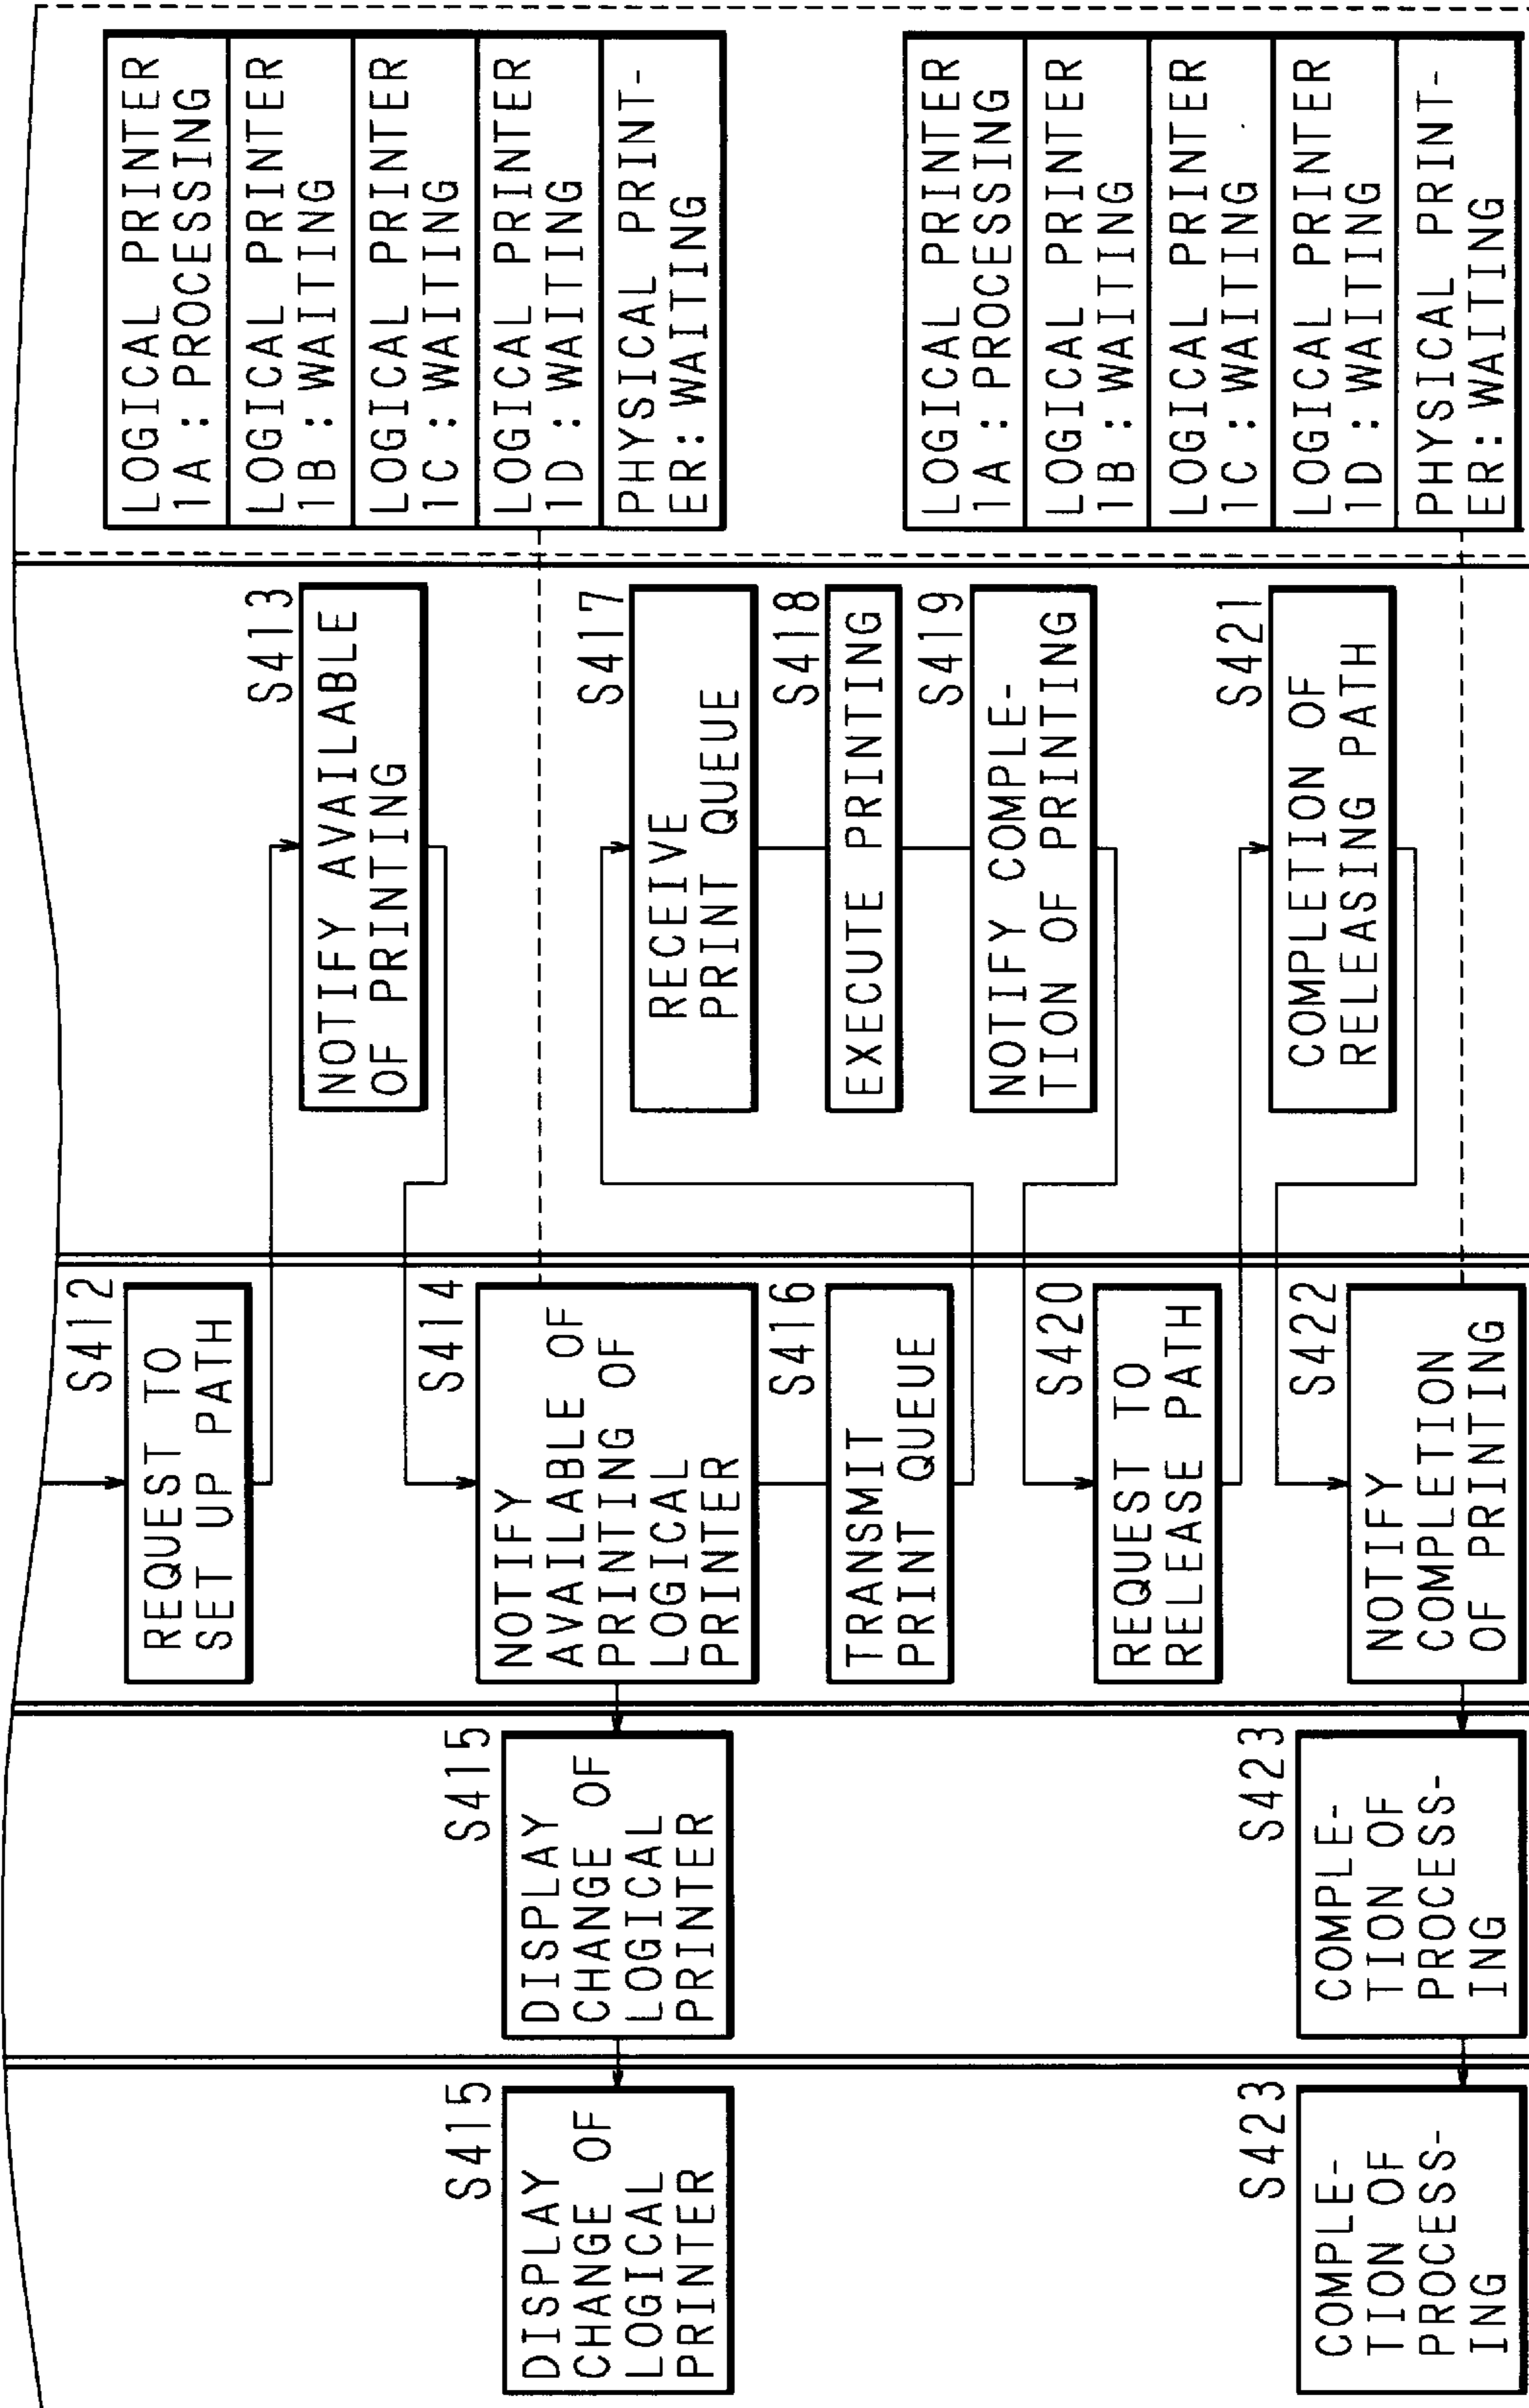 S415
DISPLAY
CHANGE OF
LOGICAL
PRINTER
S423
COMPLE-
TION OF
PROCESS-
ING
S415
DISPLAY
CHANGE OF
LOGICAL
PRINTER
S423
COMPLE-
TION OF
PROCESS-
ING
S412
REQUEST TO
SET UP PATH
S414
NOTIFY
AVAILABLE OF
PRINTING OF
LOGICAL
PRINTER
S416
TRANSMIT
PRINT QUEUE
S420
REQUEST TO
RELEASE PATH
S422
NOTIFY
COMPLETION
OF PRINTING
S413
NOTIFY AVAILABLE
OF PRINTING
S417
RECEIVE
PRINT QUEUE
S418
EXECUTE PRINTING
S419
NOTIFY COMPLE-
TION OF PRINTING
S421
COMPLETION OF
RELEASING PATH
LOGICAL PRINTER
1A : PROCESSING
LOGICAL PRINTER
1B : WAITING
LOGICAL PRINTER
1C : WAITING
LOGICAL PRINTER
1D : WAITING
PHYSICAL PRINT-
ER: WAITING
LOGICAL PRINTER
1A : PROCESSING
LOGICAL PRINTER
1B : WAITING
LOGICAL PRINTER
1C : WAITING
LOGICAL PRINTER
1D : WAITING
PHYSICAL PRINT-
ER: WAITING